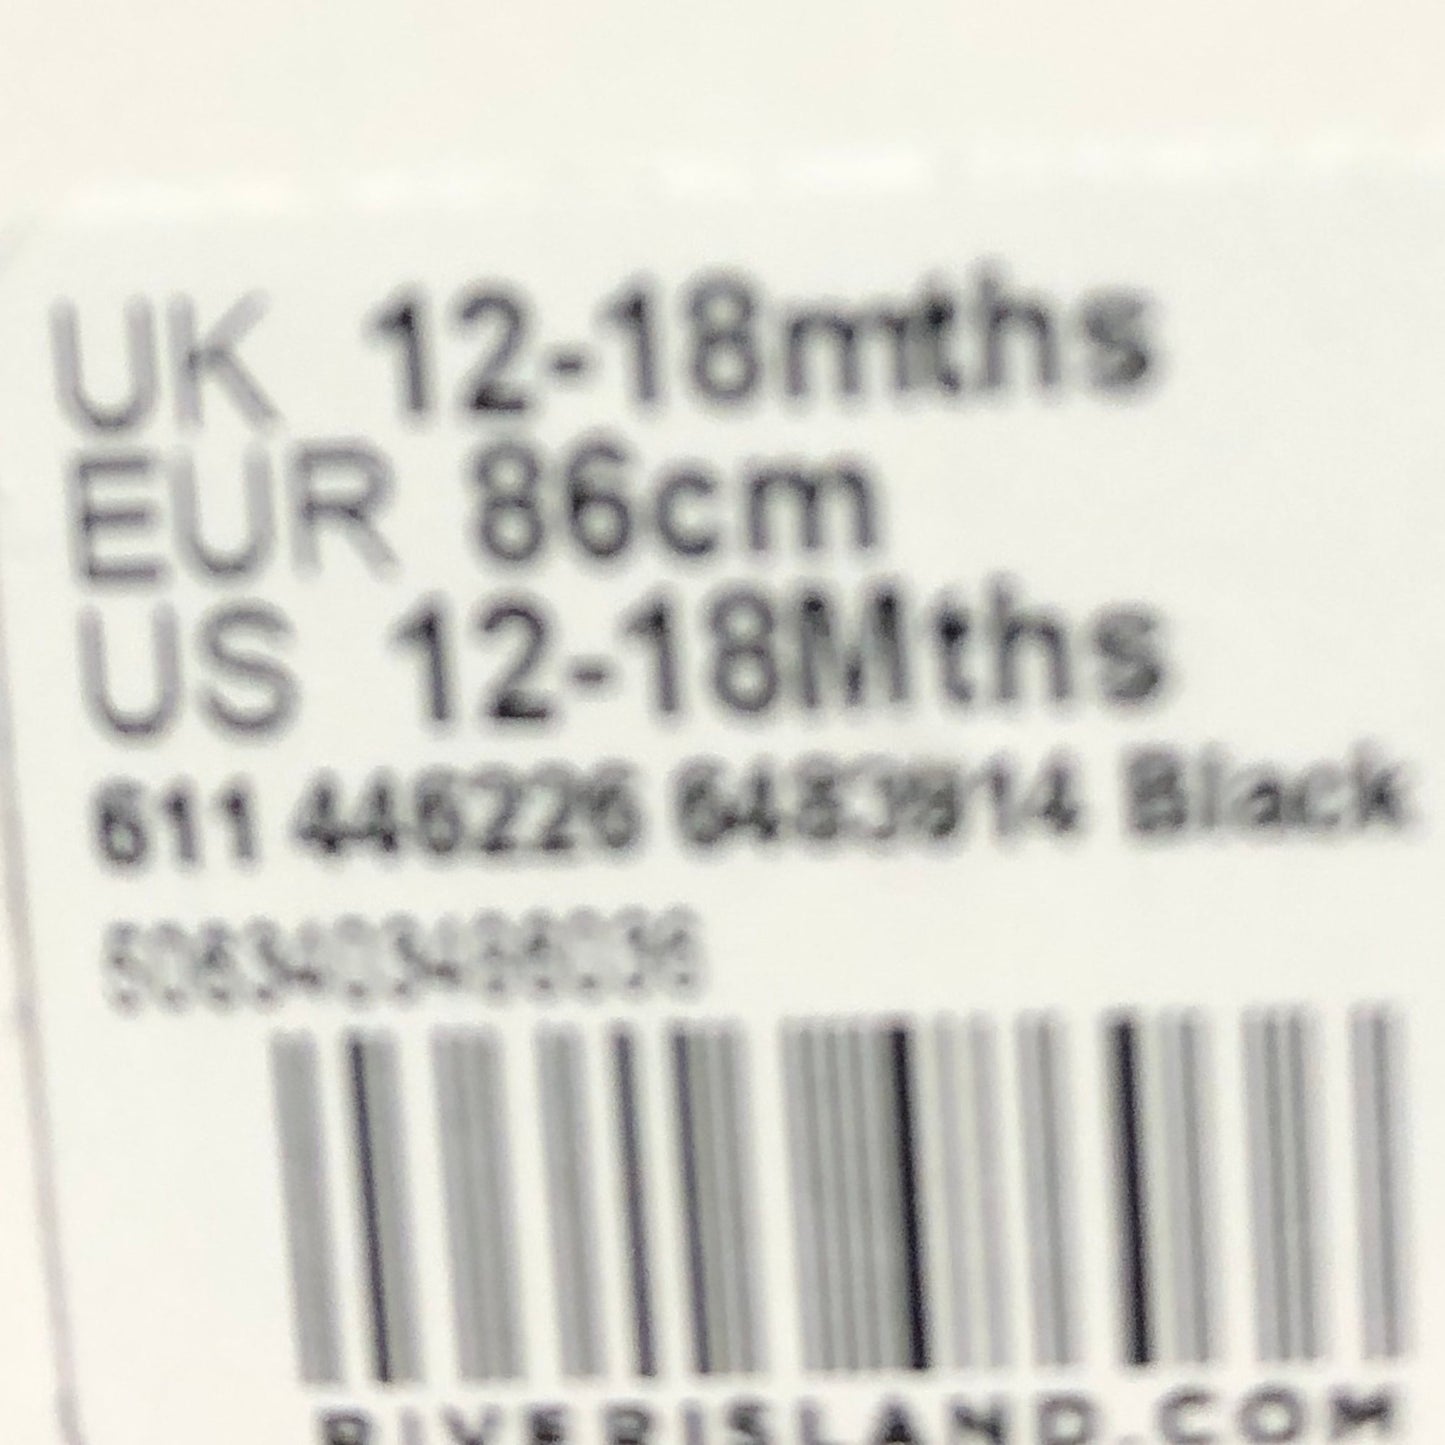 UK 12-18mths
EUR 86cm
US 12-18Mths
611 446226 Black
RIVERISLAND.COM